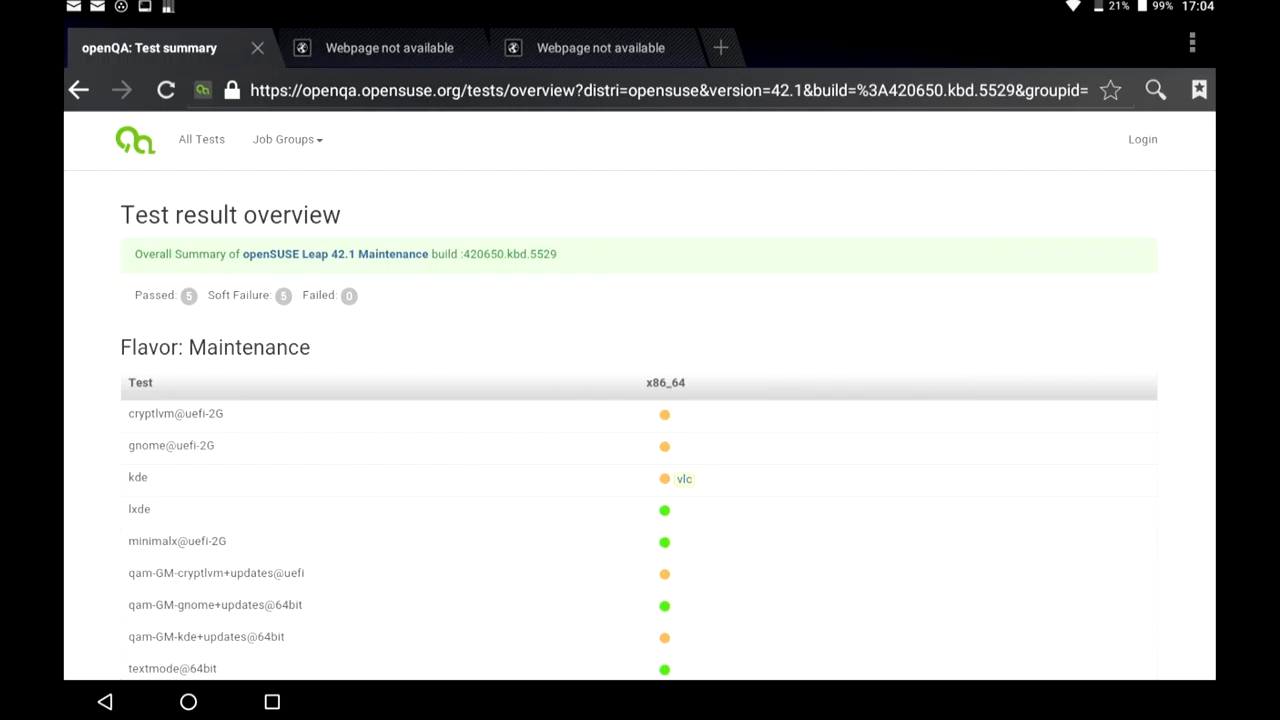 21% 99% 17:04
openQA: Test summary Webpage not available Webpage not available
https://openqa.opensuse.org/tests/overview?distri=opensuse&version=42.1&build=%3A420650.kbd.5529&groupid=
All Tests Job Groups Login
Test result overview
Overall Summary of openSUSE Leap 42.1 Maintenance build :420650.kbd.5529
Passed: 5 Soft Failure: 5 Failed: 0
Flavor: Maintenance
Test x86_64
cryptlvm@uefi-2G
gnome@uefi-2G
kde vlc
lxde
minimalx@uefi-2G
qam-GM-cryptlvm+updates@uefi
qam-GM-gnome+updates@64bit
qam-GM-kde+updates@64bit
textmode@64bit